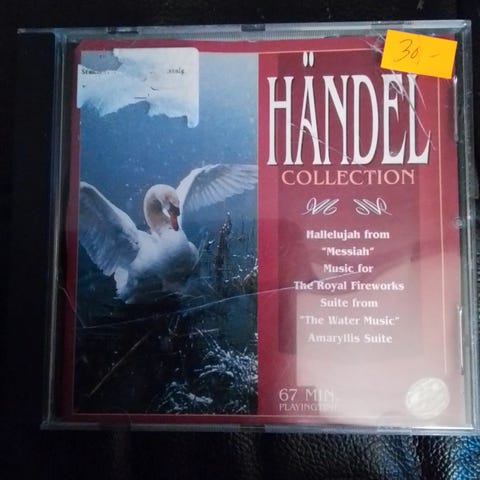 30,-
HÄNDEL
COLLECTION
Hallelujah from
"Messiah"
Music for
The Royal Fireworks
Suite from
"The Water Music"
Amaryllis Suite
67 MIN.
PLAYINGTIME